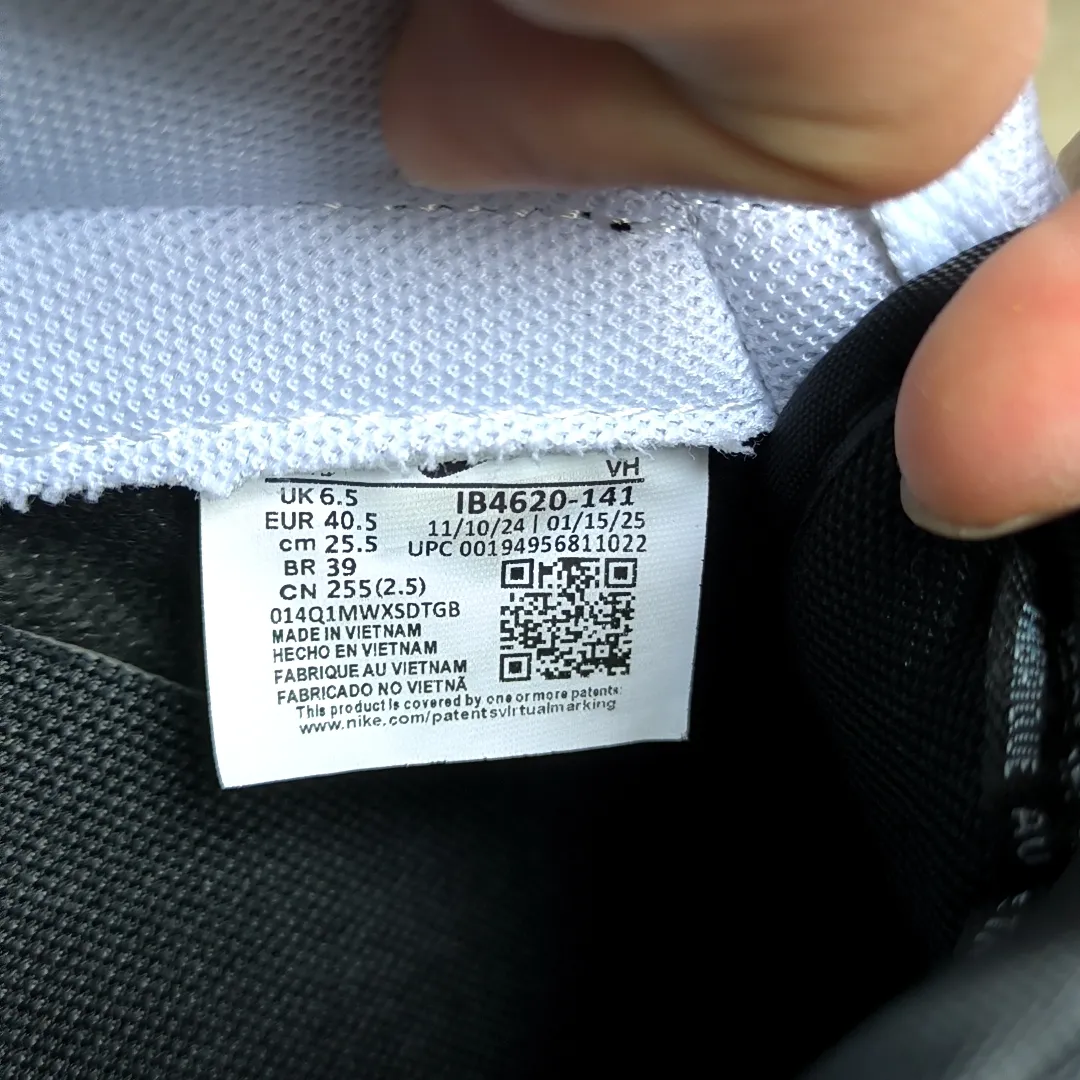 VH
UK 6.5
IB4620-141
EUR 40.5
11/10/24 | 01/15/25
cm 25.5
UPC 00194956811022
BR 39
CN 255(2.5)
014Q1MWXSDTGB
MADE IN VIETNAM
HECHO EN VIETNAM
FABRIQUE AU VIETNAM
FABRICADO NO VIETNÃ
This product is covered by one or more patents:
www.nike.com/patentsvirtualmarking
AU